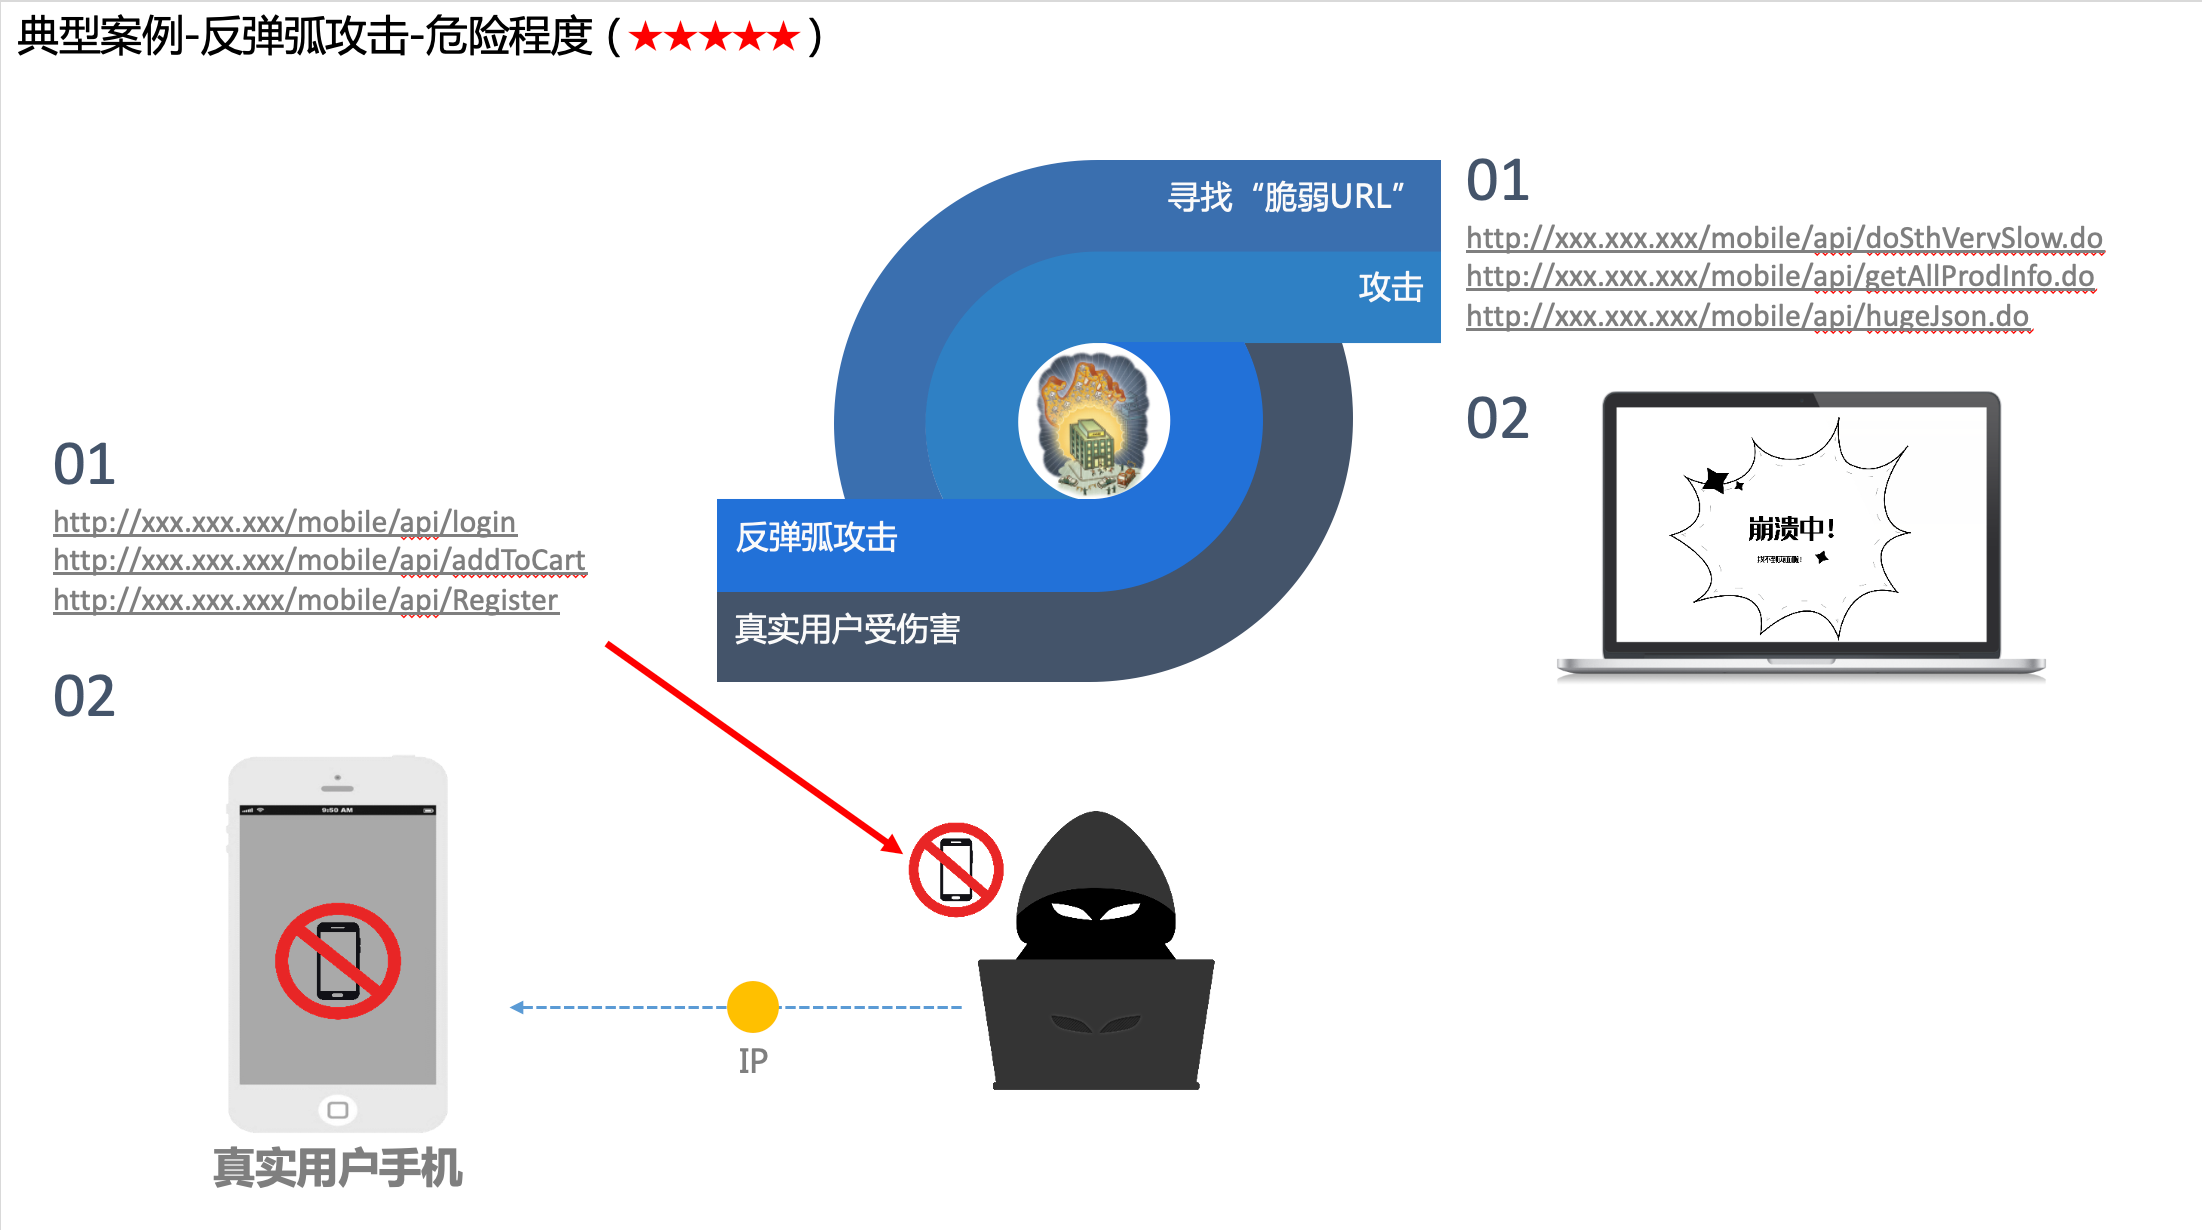 典型案例-反弹弧攻击-危险程度（★★★★★）
寻找“脆弱URL”
攻击
反弹弧攻击
真实用户受伤害
01
http://xxx.xxx.xxx/mobile/api/doSthVerySlow.do
http://xxx.xxx.xxx/mobile/api/getAllProdInfo.do
http://xxx.xxx.xxx/mobile/api/hugeJson.do
02
崩溃中！
01
http://xxx.xxx.xxx/mobile/api/login
http://xxx.xxx.xxx/mobile/api/addToCart
http://xxx.xxx.xxx/mobile/api/Register
02
9:50 AM
IP
真实用户手机